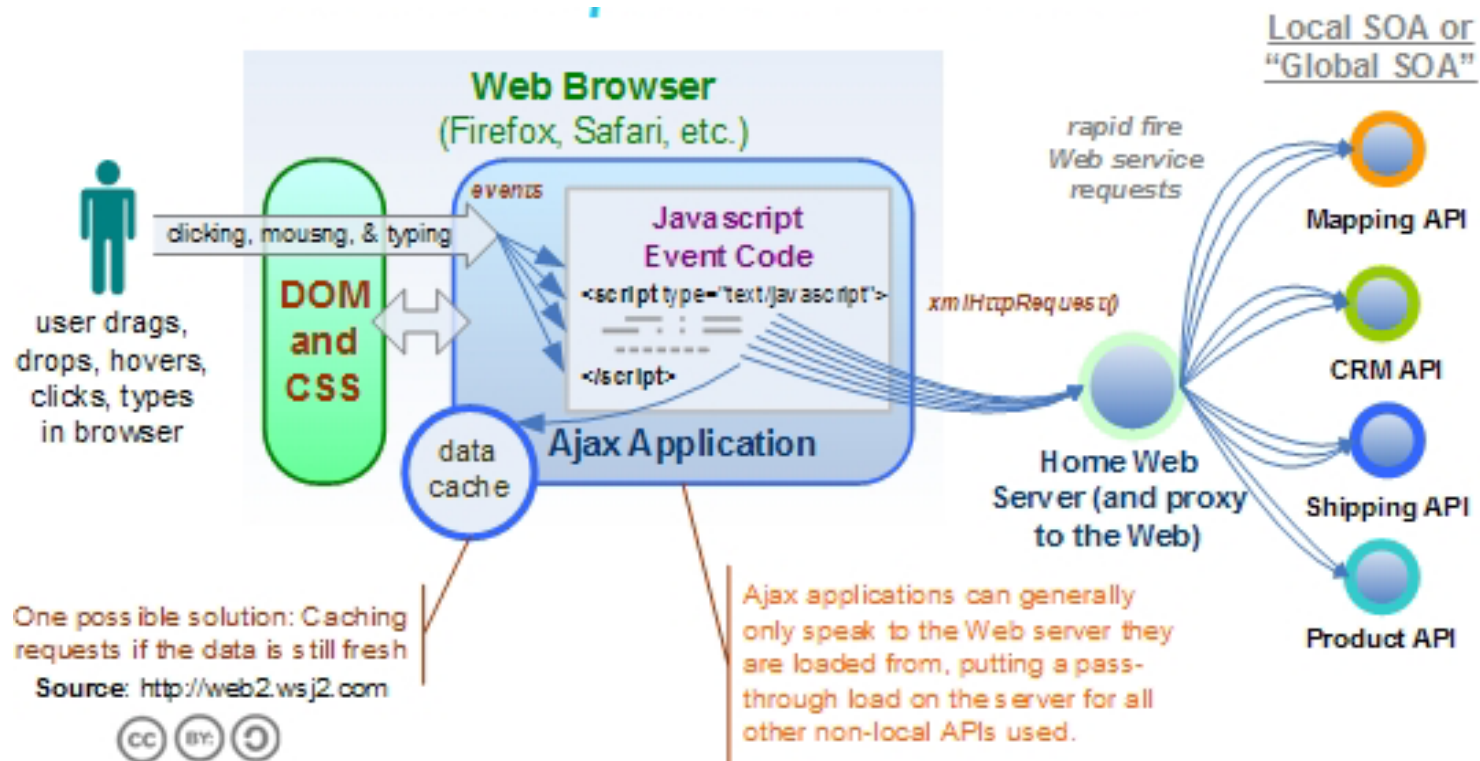 Local SOA or
"Global SOA"
Web Browser
(Firefox, Safari, etc.)
rapid fire
Web service
requests
events
clicking, mousng, & typing
Javascript
Event Code
<script type="text/javascript">
</script>
DOM
and
CSS
xmlHttpRequest()
user drags,
drops, hovers,
clicks, types
in browser
data
cache
Ajax Application
Home Web
Server (and proxy
to the Web)
Mapping API
CRM API
Shipping API
Product API
One possible solution: Caching
requests if the data is still fresh
Source: http://web2.wsj2.com
Ajax applications can generally
only speak to the Web server they
are loaded from, putting a pass-
through load on the server for all
other non-local APIs used.
cc BY: